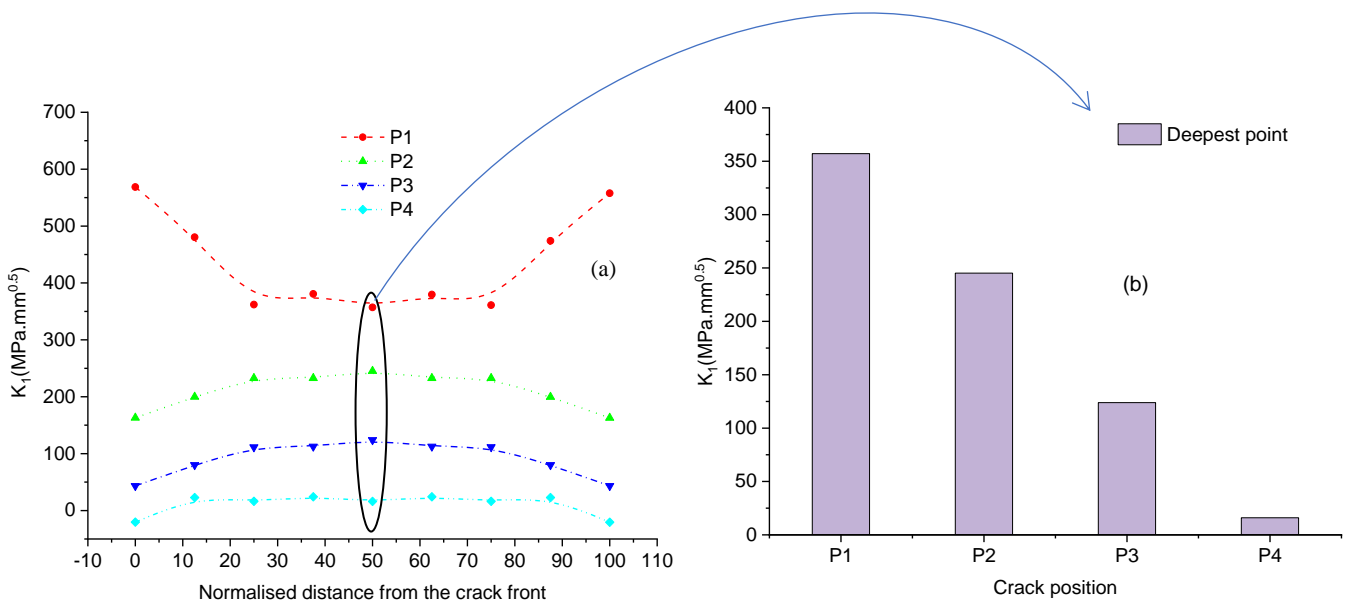 700
600
500
400
300
200
100
0
K1(MPa.mm0.5)
P1
P2
P3
P4
(a)
-10 0 10 20 30 40 50 60 70 80 90 100 110
Normalised distance from the crack front
400
350
300
250
200
150
100
50
0
K1(MPa.mm0.5)
Deepest point
(b)
P1 P2 P3 P4
Crack position